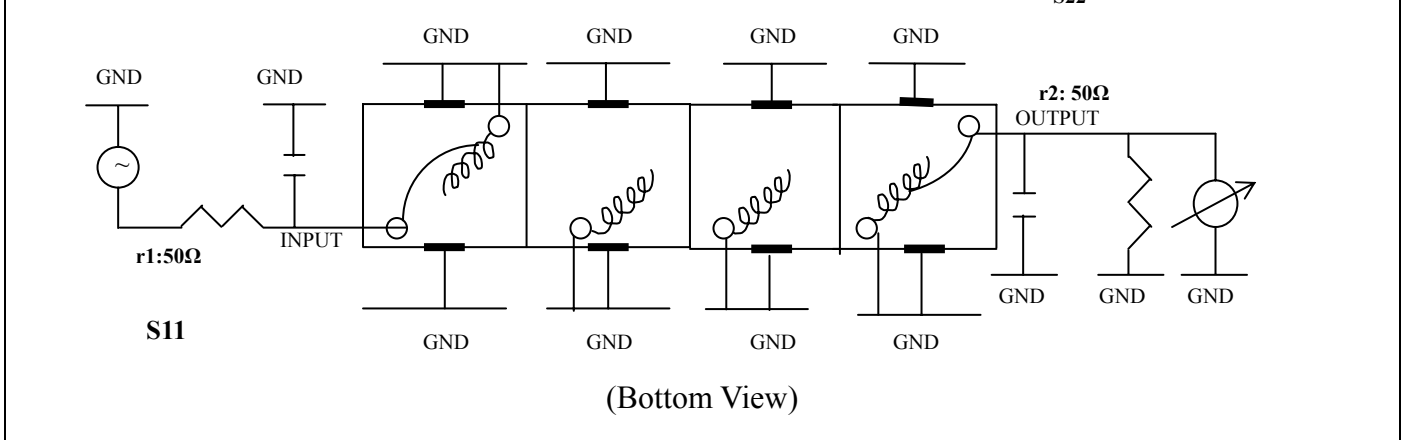 S22
GND GND GND GND
GND GND
r2: 50Ω
OUTPUT
~
INPUT
r1:50Ω
GND GND GND
S11
GND GND GND GND
(Bottom View)